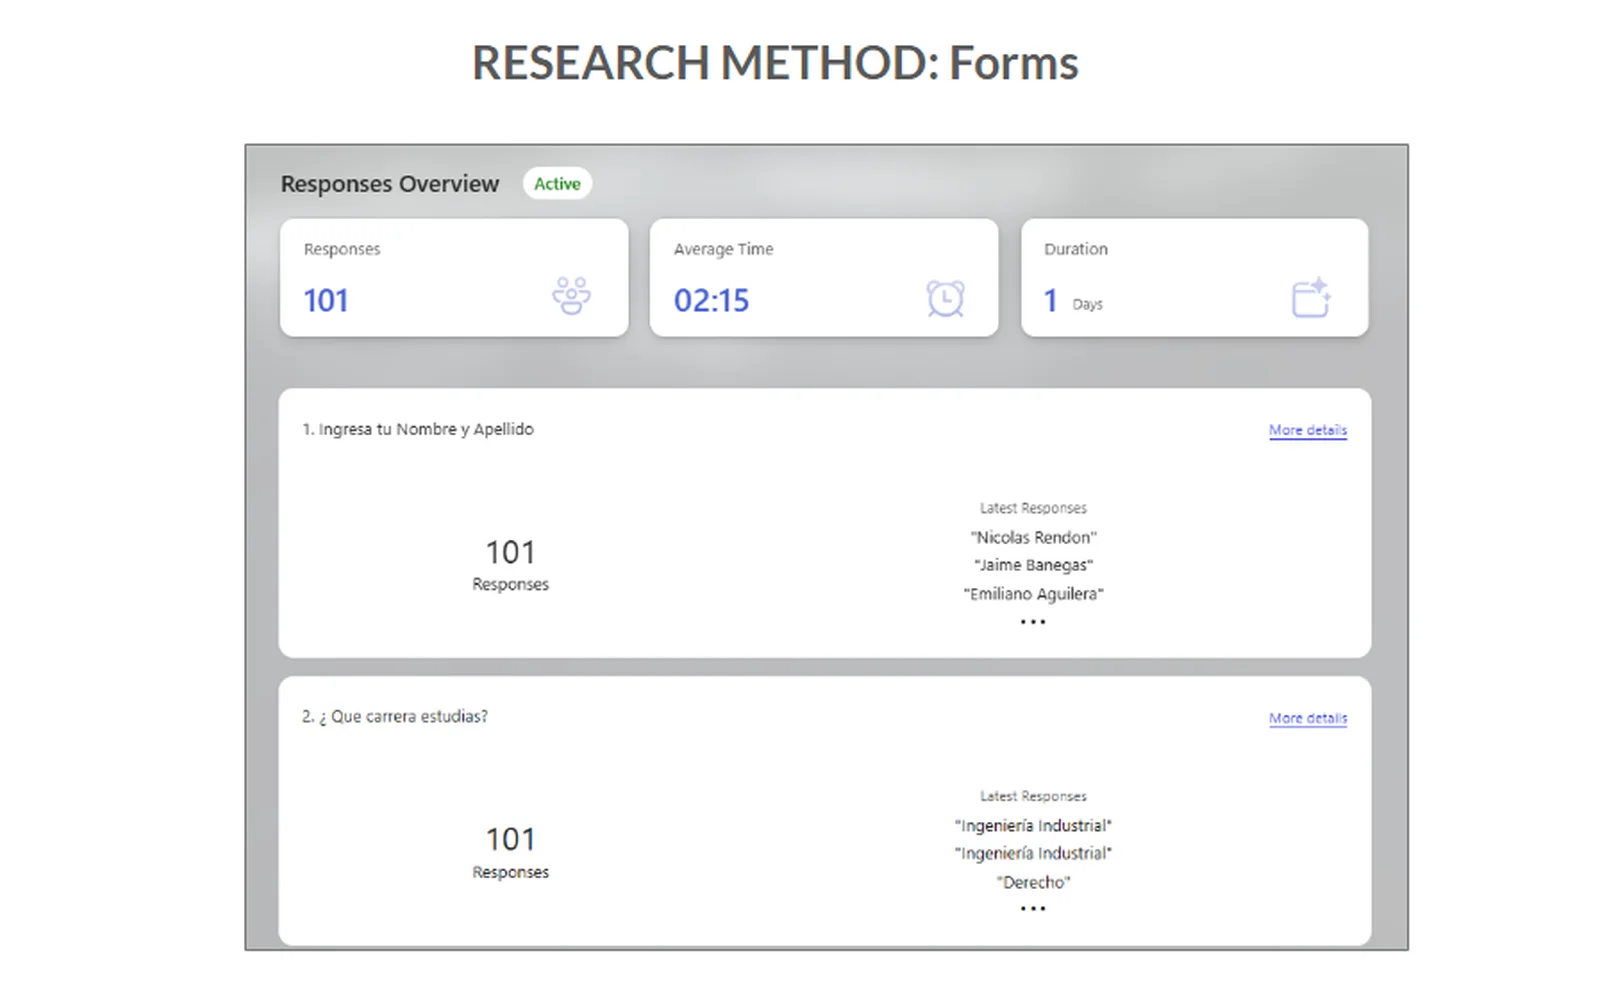 RESEARCH METHOD: Forms
Responses Overview Active
Responses
101
Average Time
02:15
Duration
1 Days
1. Ingresa tu Nombre y Apellido
More details
101
Responses
Latest Responses
"Nicolas Rendon"
"Jaime Banegas"
"Emiliano Aguilera"
...
2. ¿ Que carrera estudias?
More details
101
Responses
Latest Responses
"Ingeniería Industrial"
"Ingeniería Industrial"
"Derecho"
...